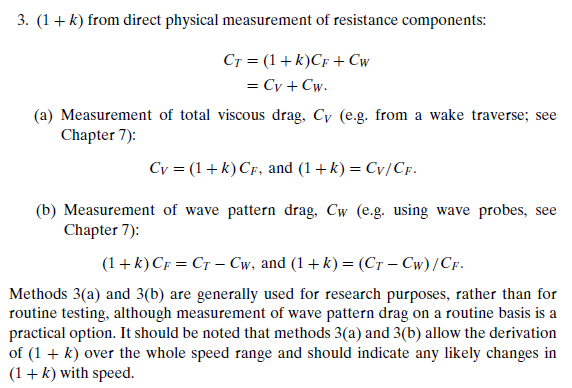 3. (1 + k) from direct physical measurement of resistance components:
C_T = (1 + k)C_F + C_W
= C_V + C_W.
(a) Measurement of total viscous drag, C_V (e.g. from a wake traverse; see
Chapter 7):
C_V = (1 + k) C_F, and (1 + k) = C_V/C_F.
(b) Measurement of wave pattern drag, C_W (e.g. using wave probes, see
Chapter 7):
(1 + k) C_F = C_T – C_W, and (1 + k) = (C_T – C_W)/C_F.
Methods 3(a) and 3(b) are generally used for research purposes, rather than for
routine testing, although measurement of wave pattern drag on a routine basis is a
practical option. It should be noted that methods 3(a) and 3(b) allow the derivation
of (1 + k) over the whole speed range and should indicate any likely changes in
(1 + k) with speed.